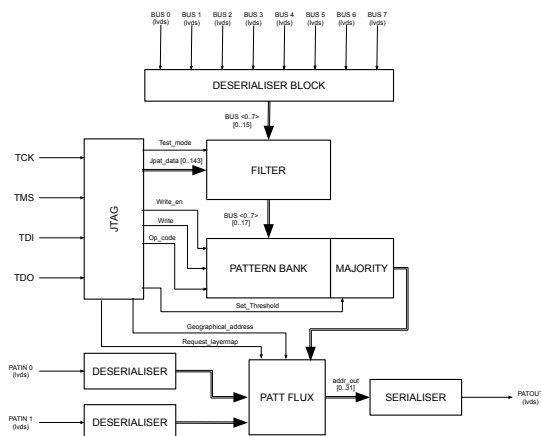 BUS 0 BUS 1 BUS 2 BUS 3 BUS 4 BUS 5 BUS 6 BUS 7
(lvds) (lvds) (lvds) (lvds) (lvds) (lvds) (lvds) (lvds)
DESERIALISER BLOCK
BUS <0..7>
[0..15]
Test_mode
TCK
Jpat_data [0..143]
FILTER
TMS
JTAG
Write_en
BUS <0..7>
[0..17]
Write
TDI
Op_code
PATTERN BANK
MAJORITY
TDO
Set_Threshold
Geographical_address
Request_layermap
PATIN 0
(lvds)
DESERIALISER
PATT FLUX
addr_out
[0..31]
SERIALISER
PATOUT
(lvds)
PATIN 1
(lvds)
DESERIALISER